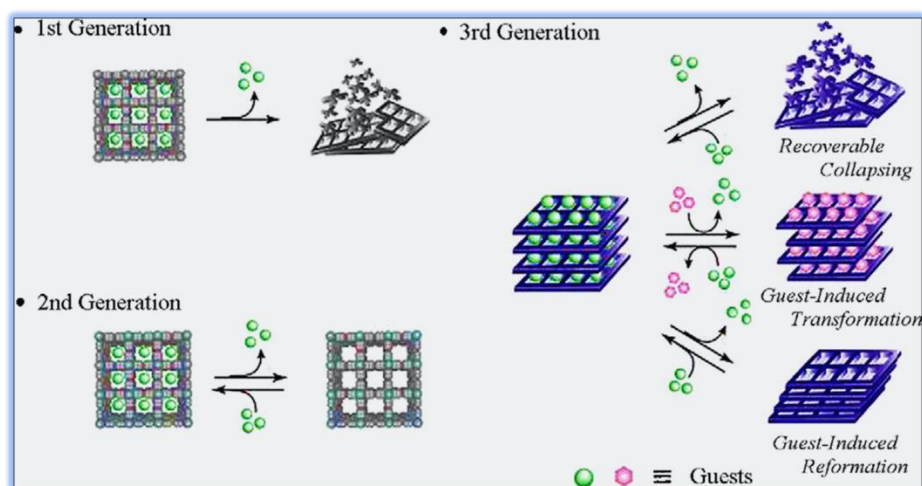 • 1st Generation
• 2nd Generation
• 3rd Generation
Recoverable
Collapsing
Guest-Induced
Transformation
Guest-Induced
Reformation
≡ Guests